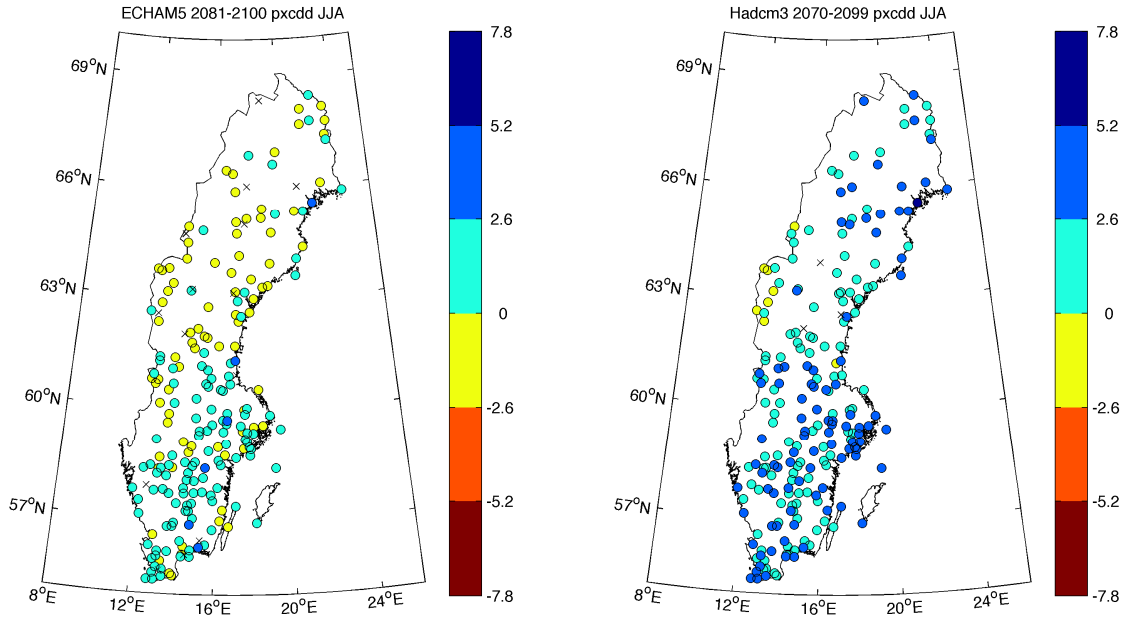 ECHAM5 2081-2100 pxcdd JJA
69°N
66°N
63°N
60°N
57°N
8°E
12°E
16°E
20°E
24°E
7.8
5.2
2.6
0
-2.6
-5.2
-7.8
Hadcm3 2070-2099 pxcdd JJA
69°N
66°N
63°N
60°N
57°N
8°E
12°E
16°E
20°E
24°E
7.8
5.2
2.6
0
-2.6
-5.2
-7.8